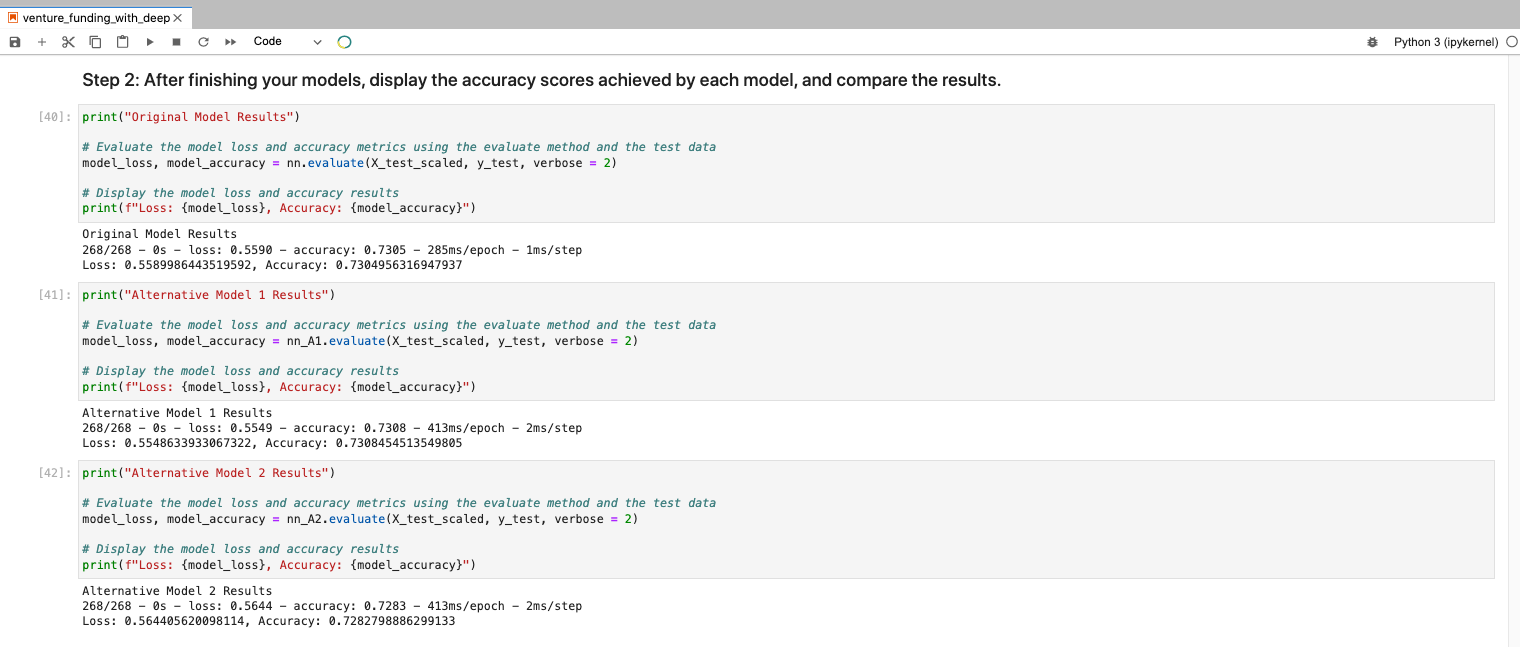 venture_funding_with_deep
Code
Python 3 (ipykernel)
Step 2: After finishing your models, display the accuracy scores achieved by each model, and compare the results.
[40]: print("Original Model Results")
# Evaluate the model loss and accuracy metrics using the evaluate method and the test data
model_loss, model_accuracy = nn.evaluate(X_test_scaled, y_test, verbose = 2)
# Display the model loss and accuracy results
print(f"Loss: {model_loss}, Accuracy: {model_accuracy}")
Original Model Results
268/268 - 0s - loss: 0.5590 - accuracy: 0.7305 - 285ms/epoch - 1ms/step
Loss: 0.5589986443519592, Accuracy: 0.7304956316947937
[41]: print("Alternative Model 1 Results")
# Evaluate the model loss and accuracy metrics using the evaluate method and the test data
model_loss, model_accuracy = nn_A1.evaluate(X_test_scaled, y_test, verbose = 2)
# Display the model loss and accuracy results
print(f"Loss: {model_loss}, Accuracy: {model_accuracy}")
Alternative Model 1 Results
268/268 - 0s - loss: 0.5549 - accuracy: 0.7308 - 413ms/epoch - 2ms/step
Loss: 0.5548633933067322, Accuracy: 0.7308454513549805
[42]: print("Alternative Model 2 Results")
# Evaluate the model loss and accuracy metrics using the evaluate method and the test data
model_loss, model_accuracy = nn_A2.evaluate(X_test_scaled, y_test, verbose = 2)
# Display the model loss and accuracy results
print(f"Loss: {model_loss}, Accuracy: {model_accuracy}")
Alternative Model 2 Results
268/268 - 0s - loss: 0.5644 - accuracy: 0.7283 - 413ms/epoch - 2ms/step
Loss: 0.564405620098114, Accuracy: 0.7282798886299133